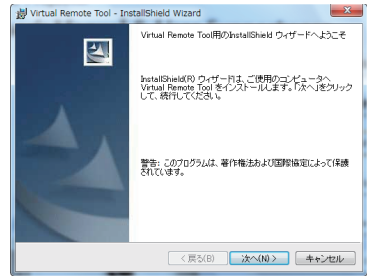 Virtual Remote Tool - InstallShield Wizard
Virtual Remote Tool用のInstallShield ウィザードへようこそ
InstallShield(R) ウィザードは、ご使用のコンピュータへ
Virtual Remote Tool をインストールします。「次へ」をクリック
して、続行してください。
警告: このプログラムは、著作権法および国際協定によって保護
されています。
< 戻る(B)
次へ(N) >
キャンセル